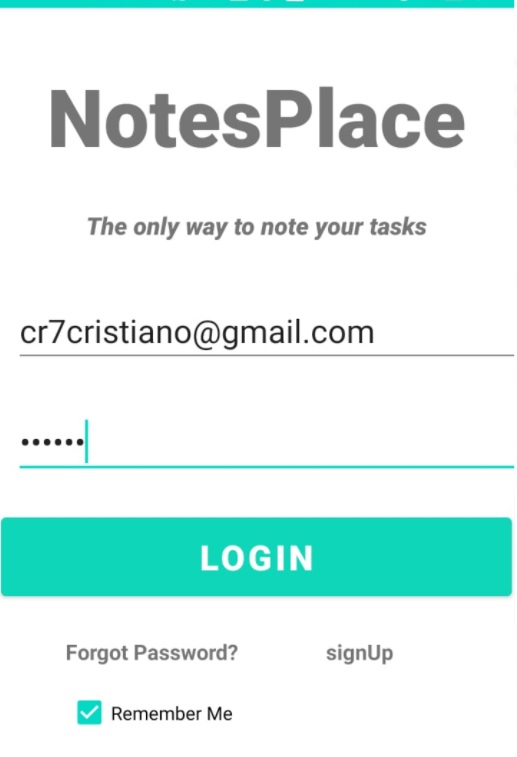 NotesPlace
The only way to note your tasks
cr7cristiano@gmail.com
••••••
LOGIN
Forgot Password? signUp
Remember Me